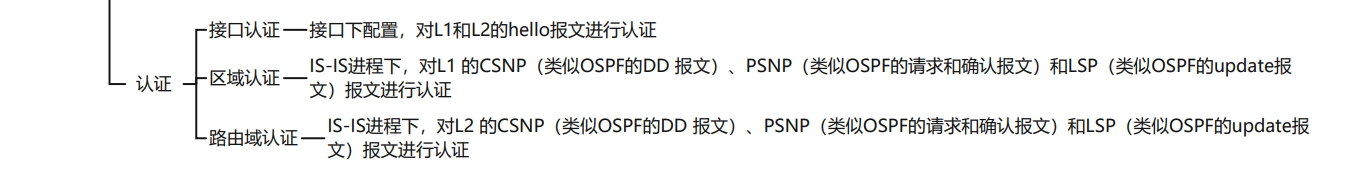 接口认证
接口下配置，对L1和L2的hello报文进行认证
认证
区域认证
IS-IS进程下，对L1 的CSNP（类似OSPF的DD 报文）、PSNP（类似OSPF的请求和确认报文）和LSP（类似OSPF的update报
文）报文进行认证
路由域认证
IS-IS进程下，对L2 的CSNP（类似OSPF的DD 报文）、PSNP（类似OSPF的请求和确认报文）和LSP（类似OSPF的update报
文）报文进行认证